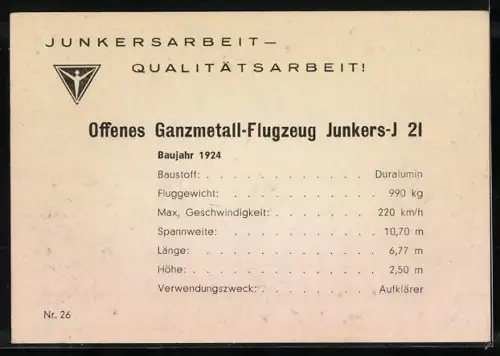 JUNKERSARBEIT –
QUALITÄTSARBEIT!
Offenes Ganzmetall-Flugzeug Junkers-J 21
Baujahr 1924
Baustoff: . . . . . . . . . . . . Duralumin
Fluggewicht: . . . . . . . . . . . 990 kg
Max. Geschwindigkeit: . . . . . . . 220 km/h
Spannweite: . . . . . . . . . . . 10,70 m
Länge: . . . . . . . . . . . . . 6,77 m
Höhe: . . . . . . . . . . . . . 2,50 m
Verwendungszweck: . . . . . . . . Aufklärer
Nr. 26